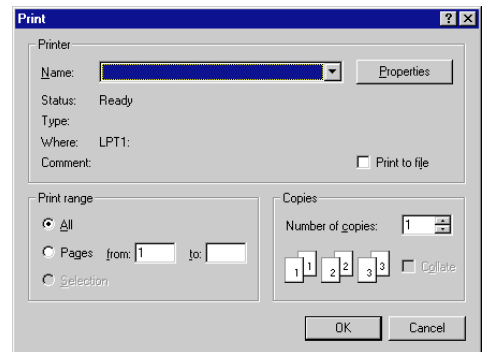 Print
Printer
Name:
Properties
Status: Ready
Type:
Where: LPT1:
Comment:
Print to file
Print range
All
Pages from: 1 to:
Selection
Copies
Number of copies: 1
1 1 2 2 3 3
Collate
OK Cancel